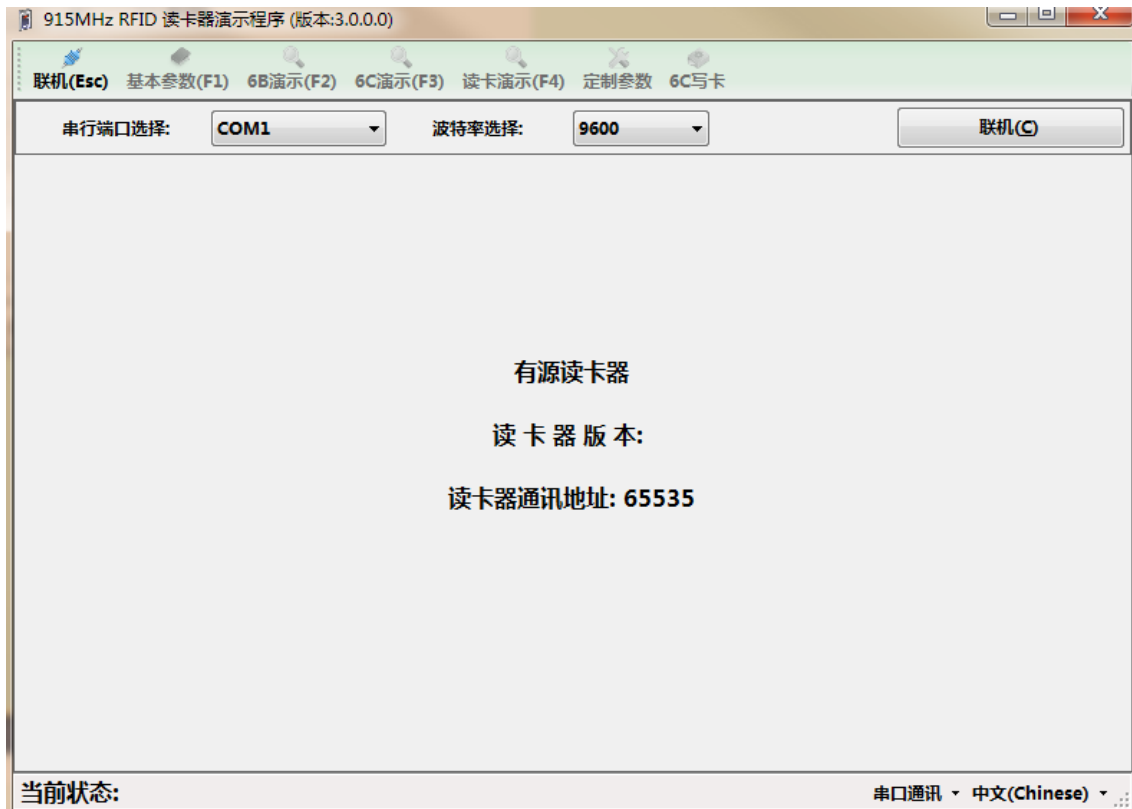 915MHz RFID 读卡器演示程序 (版本:3.0.0.0)
联机(Esc) 基本参数(F1) 6B演示(F2) 6C演示(F3) 读卡演示(F4) 定制参数 6C写卡
串行端口选择: COM1 波特率选择: 9600 联机(C)
有源读卡器
读 卡 器 版 本:
读卡器通讯地址: 65535
当前状态: 串口通讯 中文(Chinese)